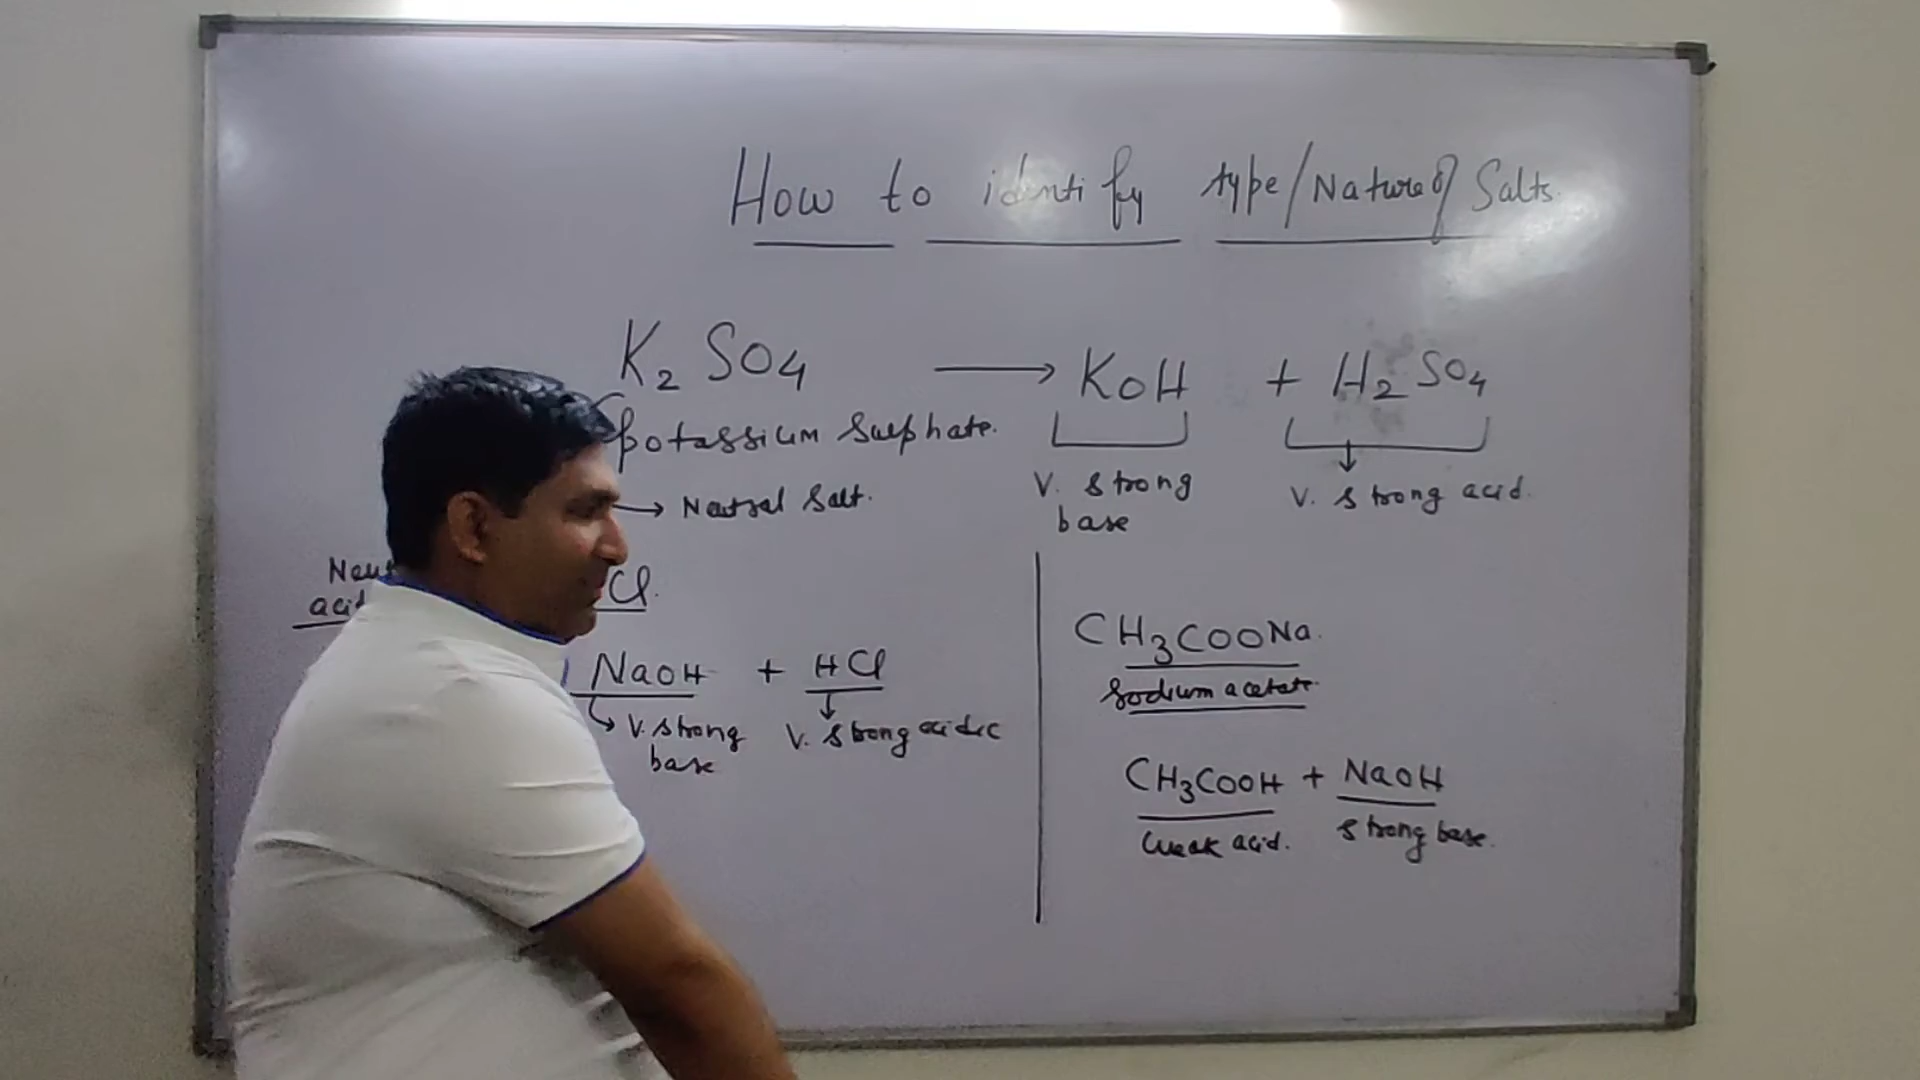 How to identify type/Nature of Salts.
K2 SO4 → KOH + H2 SO4
potassium sulphate.
V. strong base
V. strong acid.
→ Neutral Salt.
Cl.
NaOH + HCl
V. strong base
V. strong acidic
CH3COONa.
Sodium acetate.
CH3COOH + NaOH
weak acid.
strong base.